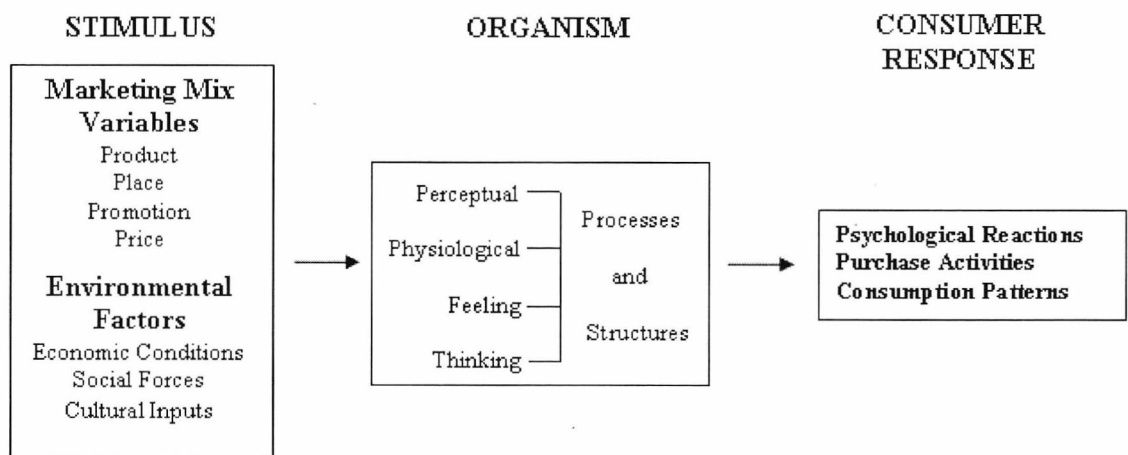 STIMULUS
Marketing Mix
Variables
Product
Place
Promotion
Price
Environmental
Factors
Economic Conditions
Social Forces
Cultural Inputs
ORGANISM
Perceptual
Physiological
Feeling
Thinking
Processes
and
Structures
CONSUMER
RESPONSE
Psychological Reactions
Purchase Activities
Consumption Patterns